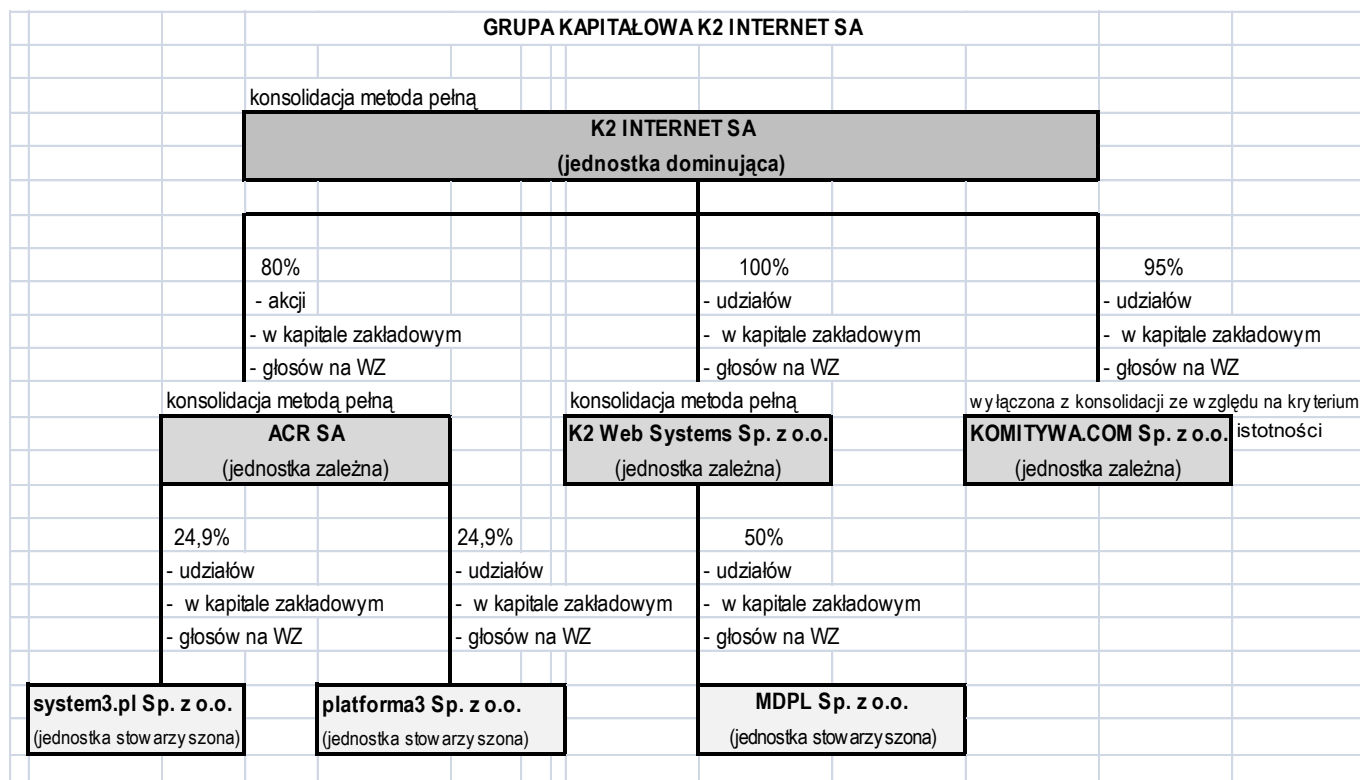 GRUPA KAPITAŁOWA K2 INTERNET SA
konsolidacja metoda pełną
K2 INTERNET SA
(jednostka dominująca)
80%
- akcji
- w kapitale zakładowym
- głosów na WZ
100%
- udziałów
- w kapitale zakładowym
- głosów na WZ
95%
- udziałów
- w kapitale zakładowym
- głosów na WZ
konsolidacja metodą pełną
ACR SA
(jednostka zależna)
konsolidacja metoda pełną
K2 Web Systems Sp. z o.o.
(jednostka zależna)
wyłączona z konsolidacji ze względu na kryterium
istotności
KOMITYWA.COM Sp. z o.o.
(jednostka zależna)
24,9%
- udziałów
- w kapitale zakładowym
- głosów na WZ
24,9%
- udziałów
- w kapitale zakładowym
- głosów na WZ
50%
- udziałów
- w kapitale zakładowym
- głosów na WZ
system3.pl Sp. z o.o.
(jednostka stowarzyszona)
platforma3 Sp. z o.o.
(jednostka stowarzyszona)
MDPL Sp. z o.o.
(jednostka stowarzyszona)